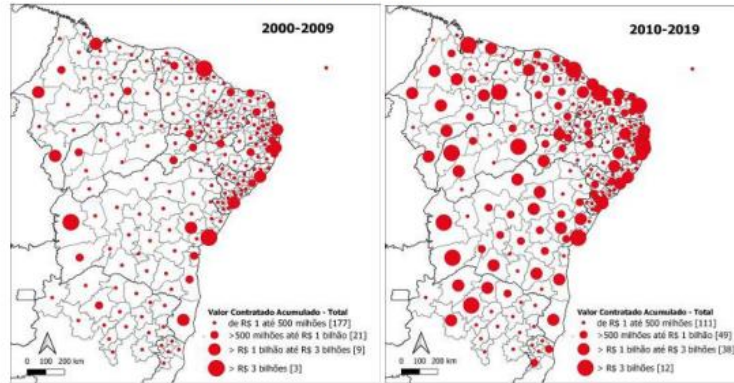 2000-2009
Valor Contratado Acumulado - Total
de R$ 1 até 500 milhões [177]
>500 milhões até R$ 1 bilhão [21]
> R$ 1 bilhão até R$ 3 bilhões [9]
> R$ 3 bilhões [3]
0 100 200 km
2010-2019
Valor Contratado Acumulado - Total
de R$ 1 até 500 milhões [111]
>500 milhões até R$ 1 bilhão [49]
> R$ 1 bilhão até R$ 3 bilhões [38]
> R$ 3 bilhões [12]
0 100 200 km